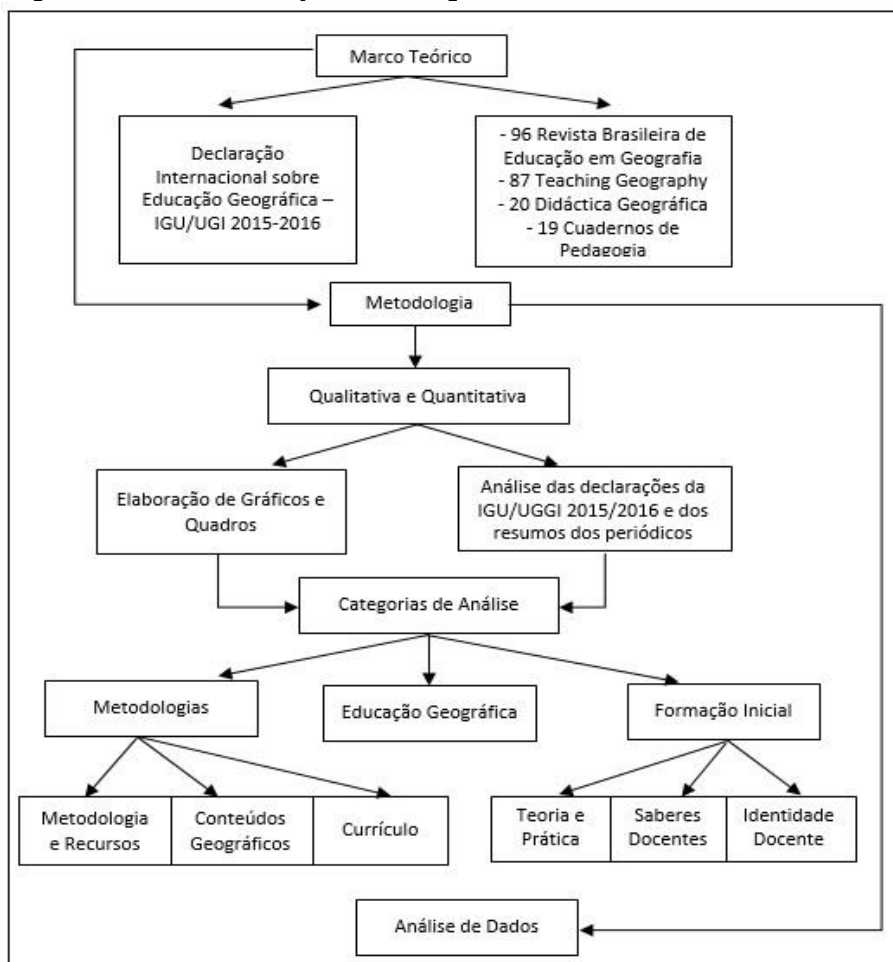 Marco Teórico
Declaração
Internacional sobre
Educação Geográfica –
IGU/UGI 2015-2016
- 96 Revista Brasileira de
Educação em Geografia
- 87 Teaching Geography
- 20 Didáctica Geográfica
- 19 Cuadernos de
Pedagogia
Metodologia
Qualitativa e Quantitativa
Elaboração de Gráficos e
Quadros
Análise das declarações da
IGU/UGGI 2015/2016 e dos
resumos dos periódicos
Categorias de Análise
Metodologias
Educação Geográfica
Formação Inicial
Metodologia
e Recursos
Conteúdos
Geográficos
Currículo
Teoria e
Prática
Saberes
Docentes
Identidade
Docente
Análise de Dados